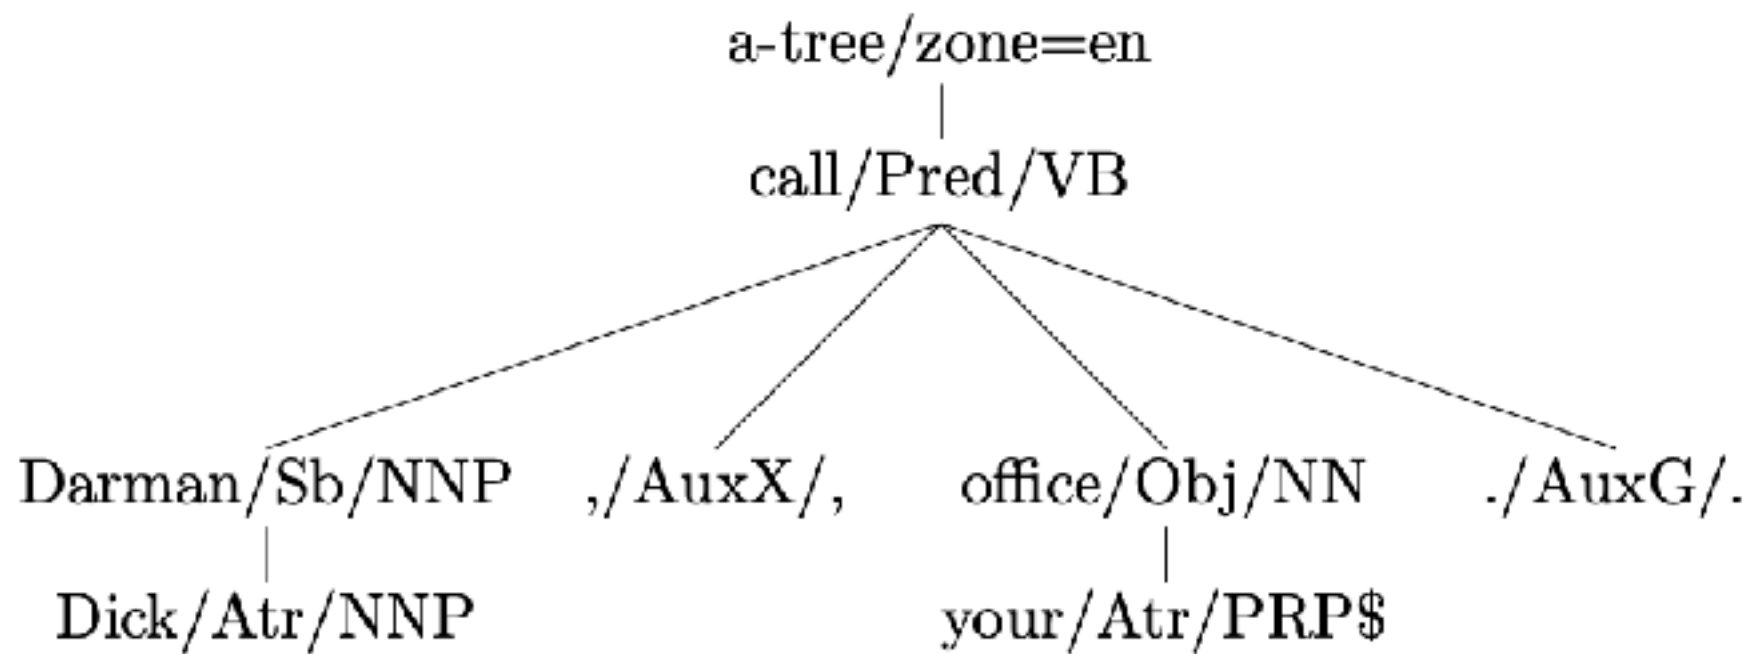 a-tree/zone=en
call/Pred/VB
Darman/Sb/NNP ,/AuxX/, office/Obj/NN ./AuxG/.
Dick/Atr/NNP your/Atr/PRP$